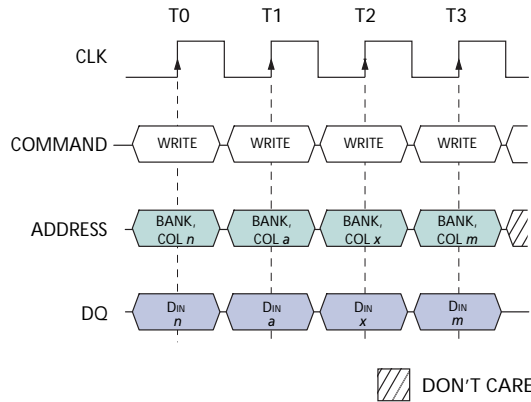 T0 T1 T2 T3
CLK
COMMAND WRITE WRITE WRITE WRITE
ADDRESS BANK, COL n BANK, COL a BANK, COL x BANK, COL m
DQ DIN n DIN a DIN x DIN m
DON'T CARE